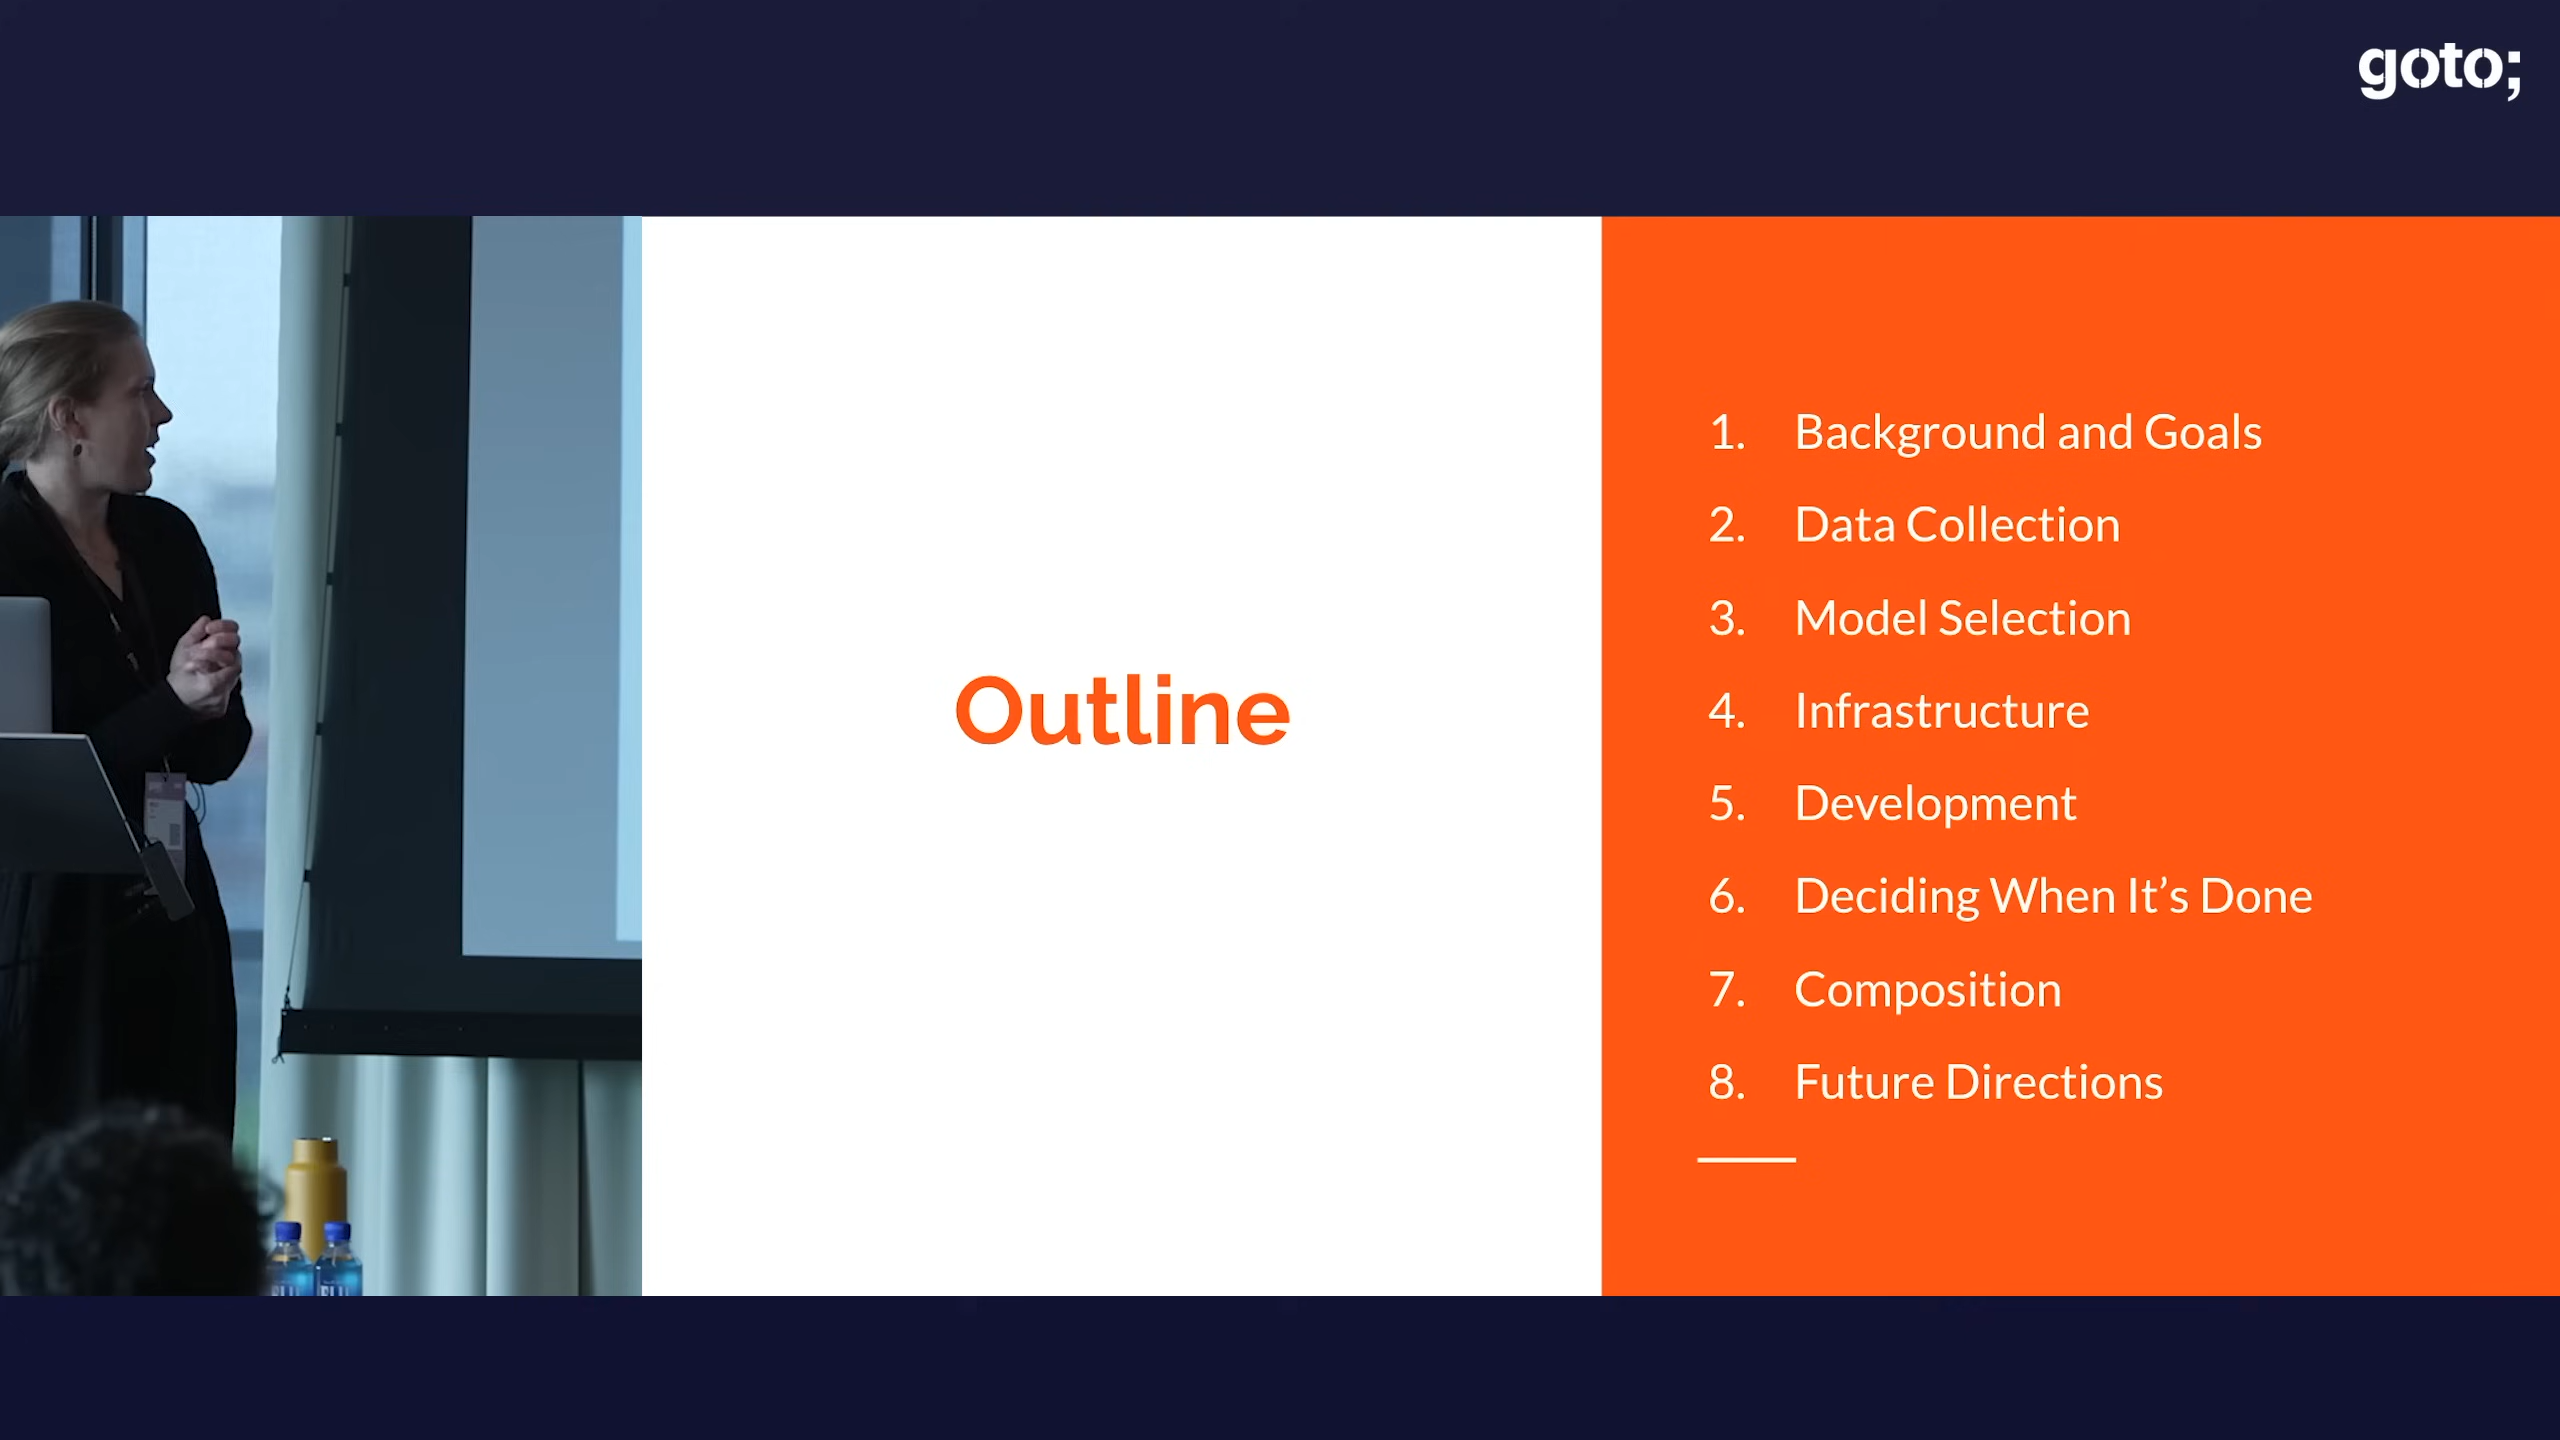 goto;
Outline
1. Background and Goals
2. Data Collection
3. Model Selection
4. Infrastructure
5. Development
6. Deciding When It’s Done
7. Composition
8. Future Directions